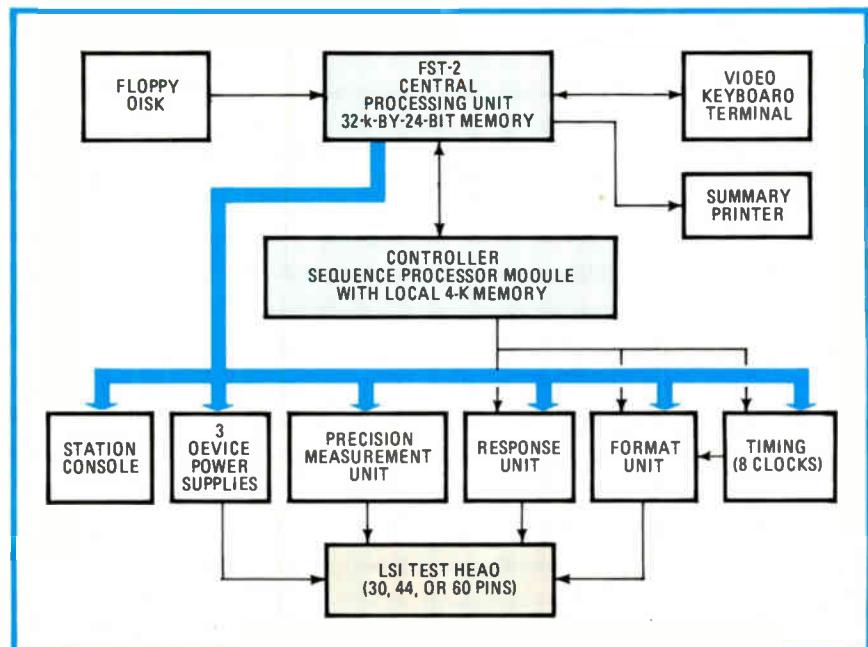 FLOPPY
OISK
FST-2
CENTRAL
PROCESSING UNIT
32-k-BY-24-BIT MEMORY
VIDEO
KEYBOARO
TERMINAL
SUMMARY
PRINTER
CONTROLLER
SEQUENCE PROCESSOR MOOULE
WITH LOCAL 4-K MEMORY
STATION
CONSOLE
3
OEVICE
POWER
SUPPLIES
PRECISION
MEASUREMENT
UNIT
RESPONSE
UNIT
FORMAT
UNIT
TIMING
(8 CLOCKS)
LSI TEST HEAO
(30, 44, OR 60 PINS)